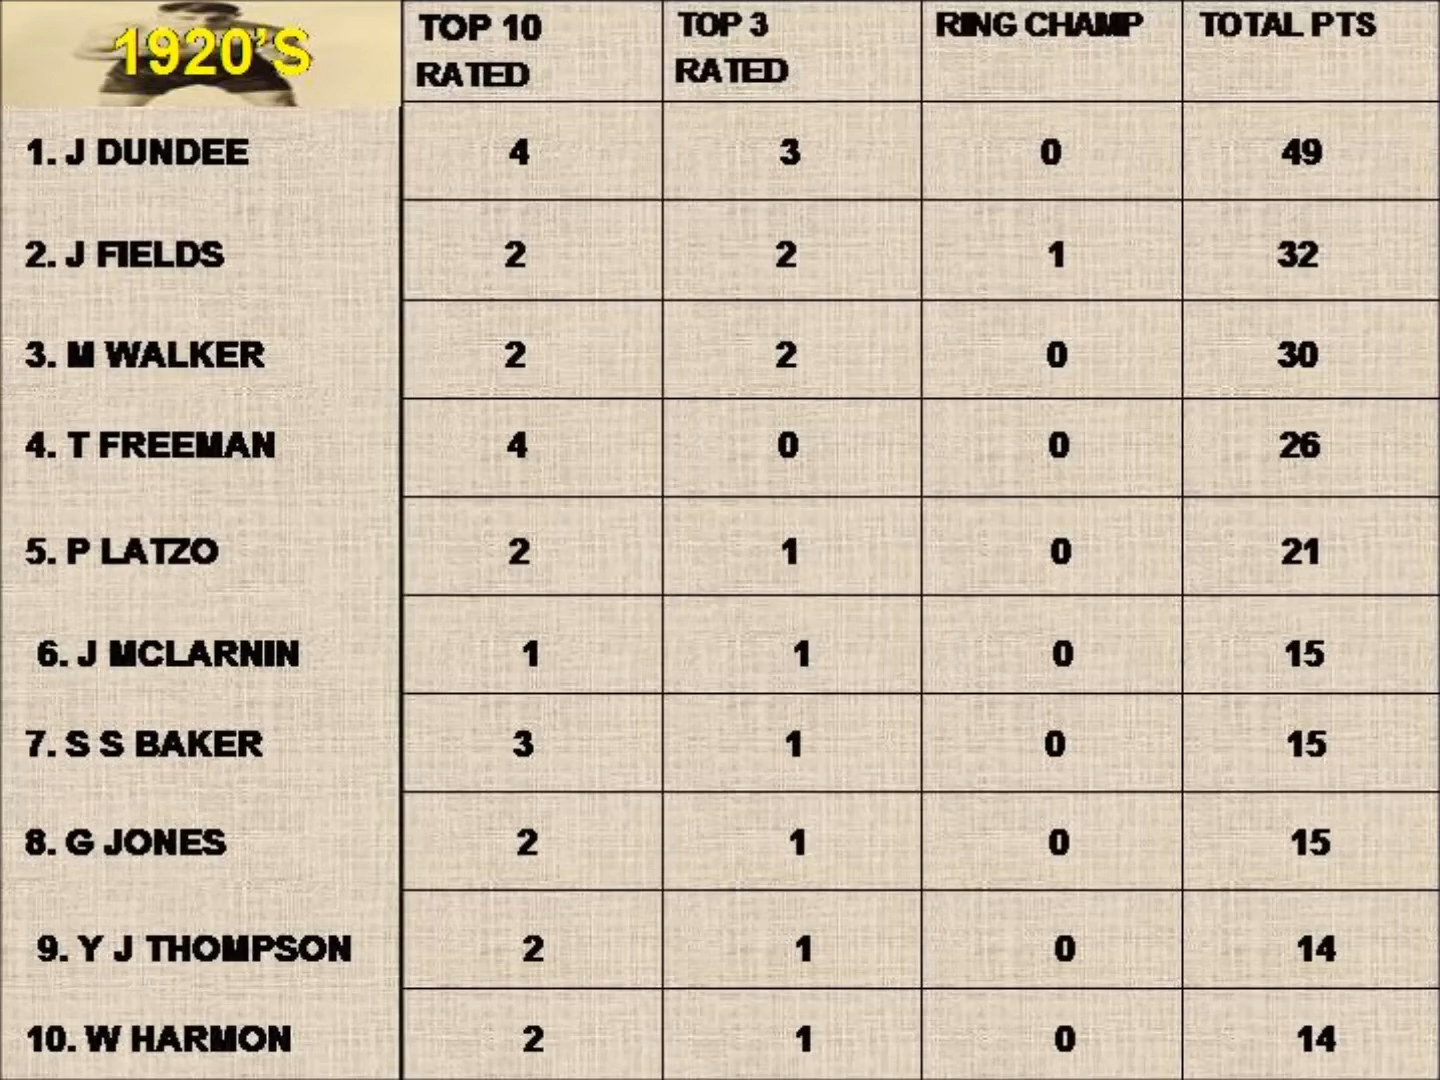 1920’S
TOP 10 RATED
TOP 3 RATED
RING CHAMP
TOTAL PTS
1. J DUNDEE 4 3 0 49
2. J FIELDS 2 2 1 32
3. M WALKER 2 2 0 30
4. T FREEMAN 4 0 0 26
5. P LATZO 2 1 0 21
6. J MCLARNIN 1 1 0 15
7. S S BAKER 3 1 0 15
8. G JONES 2 1 0 15
9. Y J THOMPSON 2 1 0 14
10. W HARMON 2 1 0 14